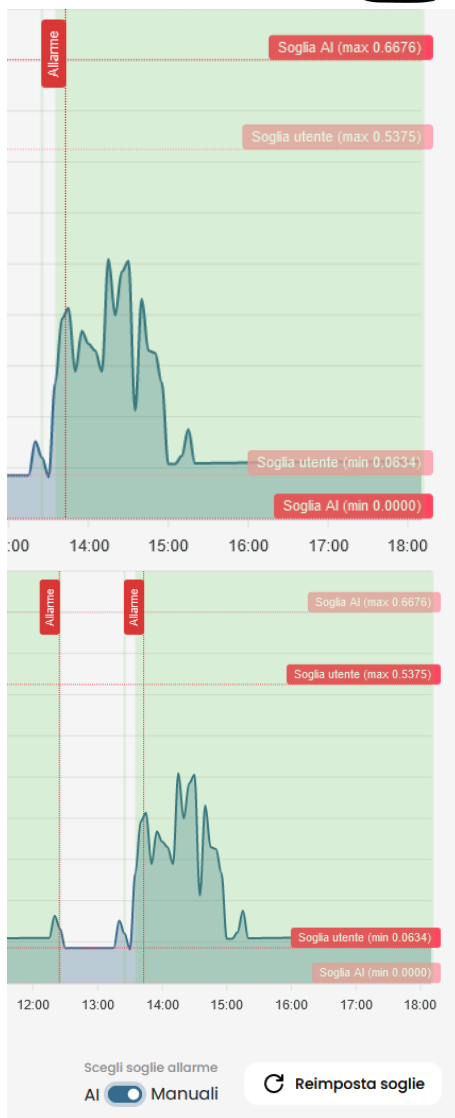 Allarme
Soglia AI (max 0.6676)
Soglia utente (max 0.5375)
Soglia utente (min 0.0634)
Soglia AI (min 0.0000)
:00 14:00 15:00 16:00 17:00 18:00
Allarme Allarme
Soglia AI (max 0.6676)
Soglia utente (max 0.5375)
Soglia utente (min 0.0634)
Soglia AI (min 0.0000)
12:00 13:00 14:00 15:00 16:00 17:00 18:00
Scegli soglie allarme
AI Manuali
Reimposta soglie